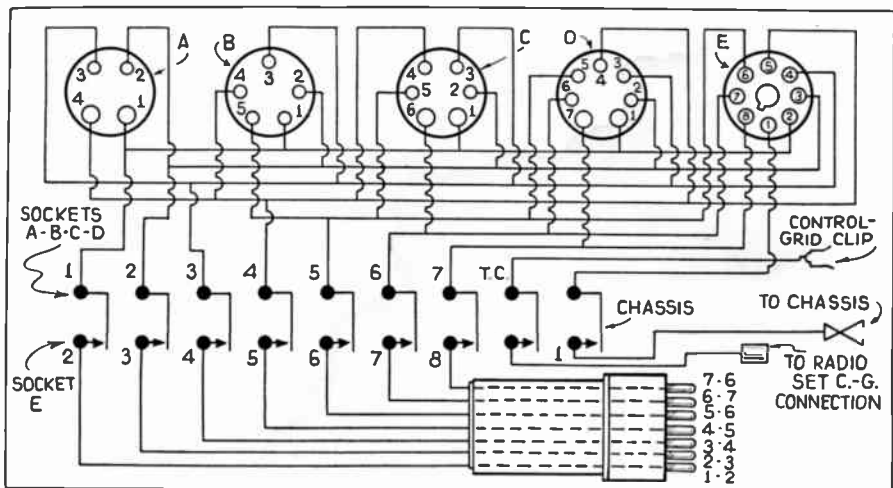 A
3 2
4 1
B
3
4 2
5 1
C
4 3
5 2
6 1
D
5 4 3
6 2
7 1
E
5
6 4
7 3
8 2
1
SOCKETS
A-B-C-D
1 2 3 4 5 6 7 T.C.
CONTROL-
GRID CLIP
CHASSIS
TO CHASSIS
2 3 4 5 6 7 8 1
SOCKET
E
TO RADIO
SET C.-G.
CONNECTION
7-6
6-7
5-6
4-5
3-4
2-3
1-2